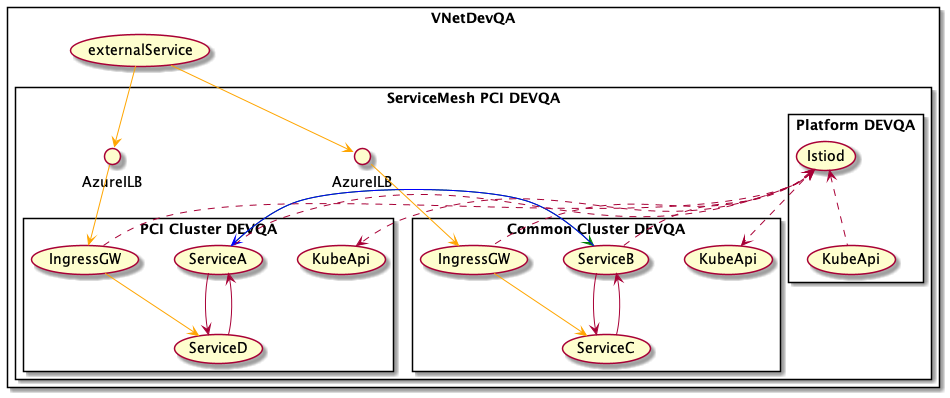 VNetDevQA
externalService
ServiceMesh PCI DEVQA
Platform DEVQA
Istiod
AzureILB
AzureILB
PCI Cluster DEVQA
Common Cluster DEVQA
IngressGW
ServiceA
KubeApi
IngressGW
ServiceB
KubeApi
KubeApi
ServiceD
ServiceC